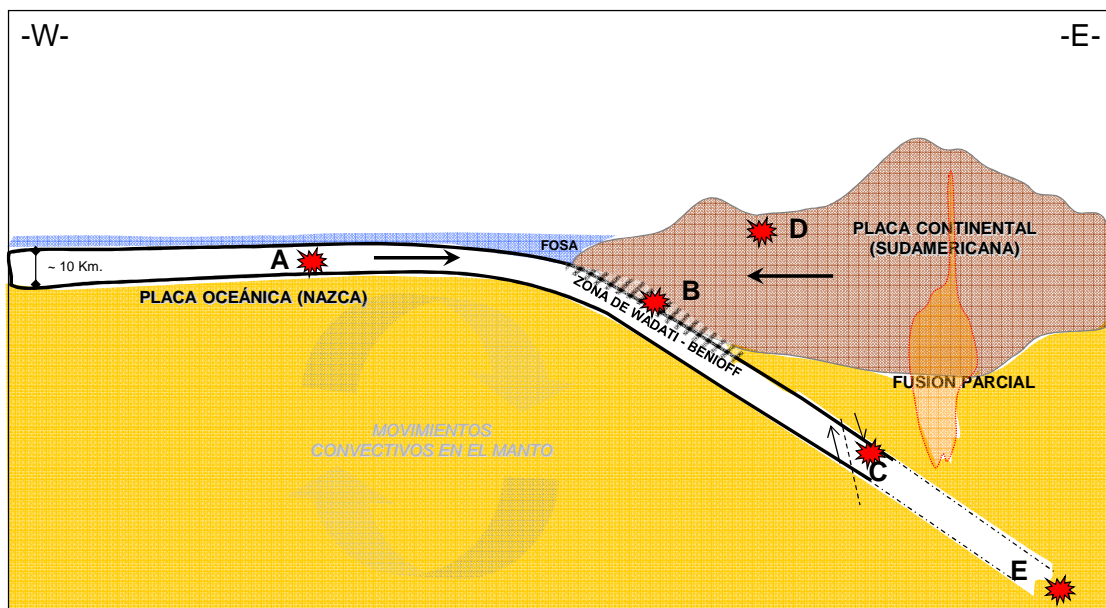 -W-
-E-
D
PLACA CONTINENTAL
(SUDAMERICANA)
FOSA
A
~ 10 Km.
B
PLACA OCEÁNICA (NAZCA)
ZONA DE WADATI - BENIOFF
FUSION PARCIAL
MOVIMIENTOS
CONVECTIVOS EN EL MANTO
C
E